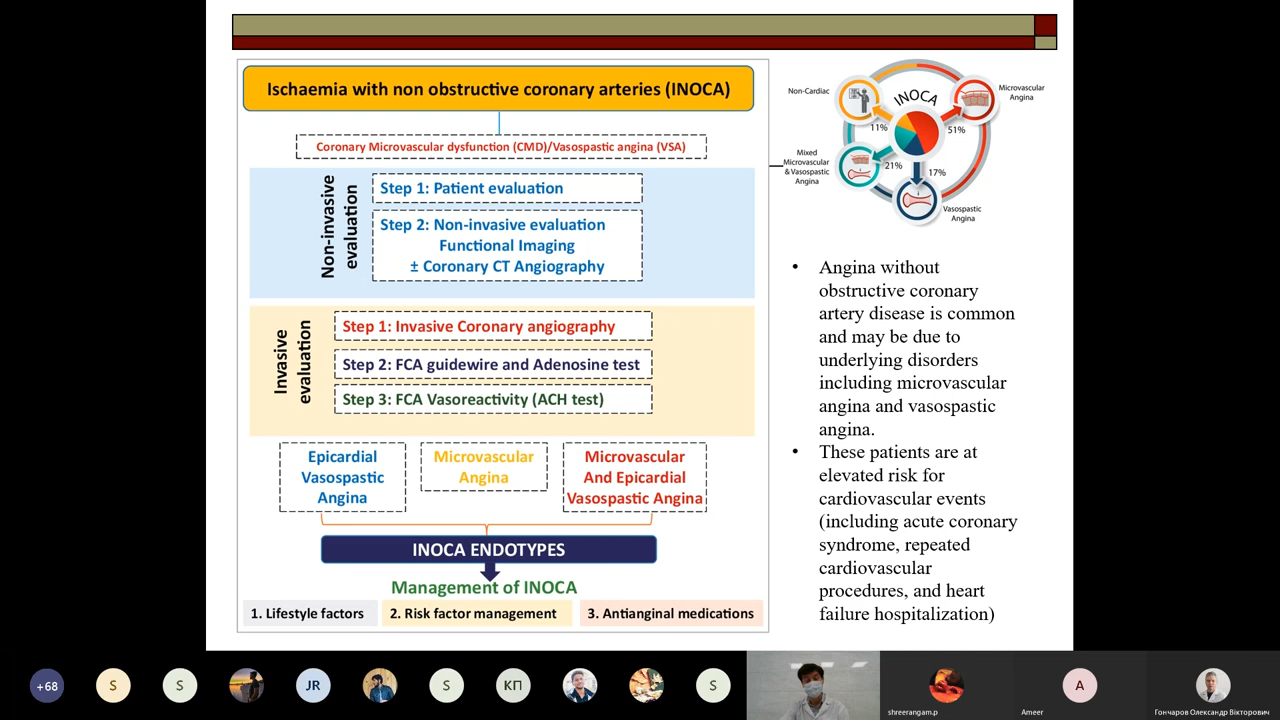 Ischaemia with non obstructive coronary arteries (INOCA)
Coronary Microvascular dysfunction (CMD)/Vasospastic angina (VSA)
Non-invasive
evaluation
Step 1: Patient evaluation
Step 2: Non-invasive evaluation
Functional Imaging
± Coronary CT Angiography
Invasive
evaluation
Step 1: Invasive Coronary angiography
Step 2: FCA guidewire and Adenosine test
Step 3: FCA Vasoreactivity (ACH test)
Epicardial
Vasospastic
Angina
Microvascular
Angina
Microvascular
And Epicardial
Vasospastic Angina
INOCA ENDOTYPES
Management of INOCA
1. Lifestyle factors
2. Risk factor management
3. Antianginal medications
INOCA
Non-Cardiac
11%
Microvascular
Angina
51%
Mixed
Microvascular
& Vasospastic
Angina
21%
17%
Vasospastic
Angina
• Angina without
obstructive coronary
artery disease is common
and may be due to
underlying disorders
including microvascular
angina and vasospastic
angina.
• These patients are at
elevated risk for
cardiovascular events
(including acute coronary
syndrome, repeated
cardiovascular
procedures, and heart
failure hospitalization)
+68
S
S
JR
S
КП
S
shreerangam.p
A
Ameer
Гончаров Олександр Вікторович